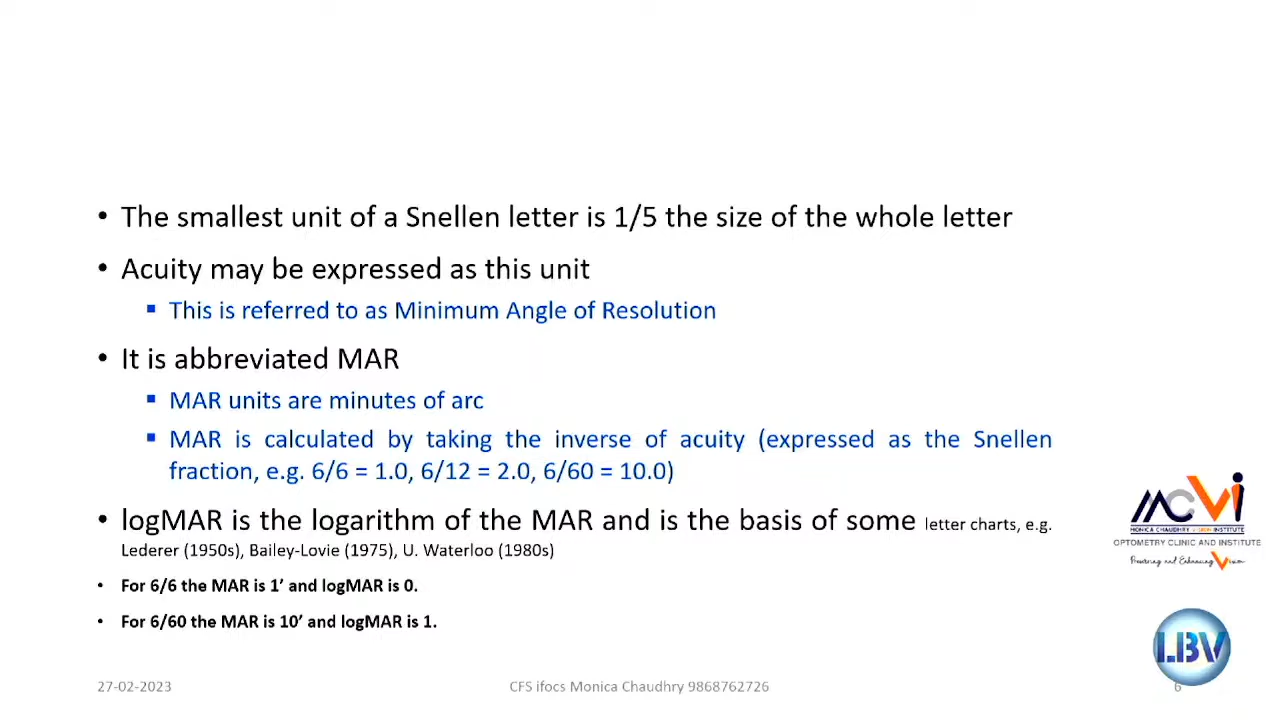 • The smallest unit of a Snellen letter is 1/5 the size of the whole letter
• Acuity may be expressed as this unit
▪ This is referred to as Minimum Angle of Resolution
• It is abbreviated MAR
▪ MAR units are minutes of arc
▪ MAR is calculated by taking the inverse of acuity (expressed as the Snellen
fraction, e.g. 6/6 = 1.0, 6/12 = 2.0, 6/60 = 10.0)
• logMAR is the logarithm of the MAR and is the basis of some letter charts, e.g.
Lederer (1950s), Bailey-Lovie (1975), U. Waterloo (1980s)
• For 6/6 the MAR is 1’ and logMAR is 0.
• For 6/60 the MAR is 10’ and logMAR is 1.
MCVi
MONICA CHAUDHRY INSTITUTE
OPTOMETRY CLINIC AND INSTITUTE
Preserving and Enhancing Vision
LBV
27-02-2023
CFS ifocs Monica Chaudhry 9868762726
6